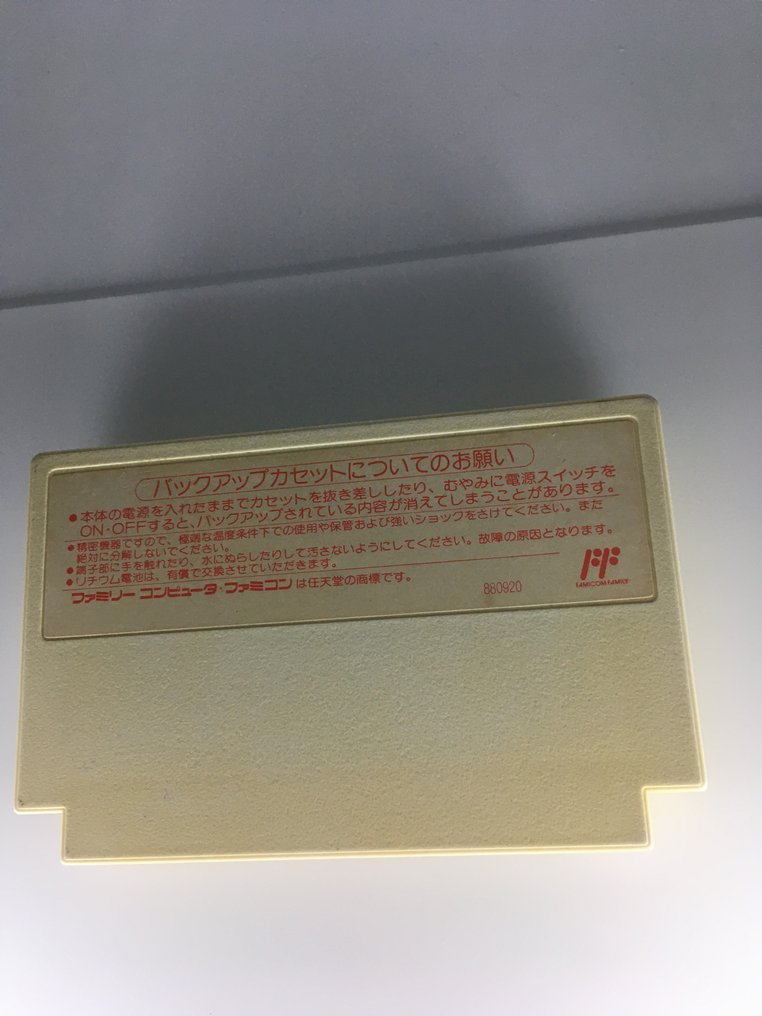 バックアップカセットについてのお願い
●本体の電源を入れたままでカセットを抜き差ししたり、むやみに電源スイッチを
ON・OFFすると、バックアップされている内容が消えてしまうことがあります。
●精密機器ですので、極端な温度条件下での使用や保管および強いショックをさけてください。また
絶対に分解しないでください。
●端子部に手を触れたり、水にぬらしたりして汚さないようにしてください。故障の原因となります。
●リチウム電池は、有償で交換させていただきます。
ファミリー コンピュータ・ファミコン は任天堂の商標です。
880920
FAMICOM FAMILY